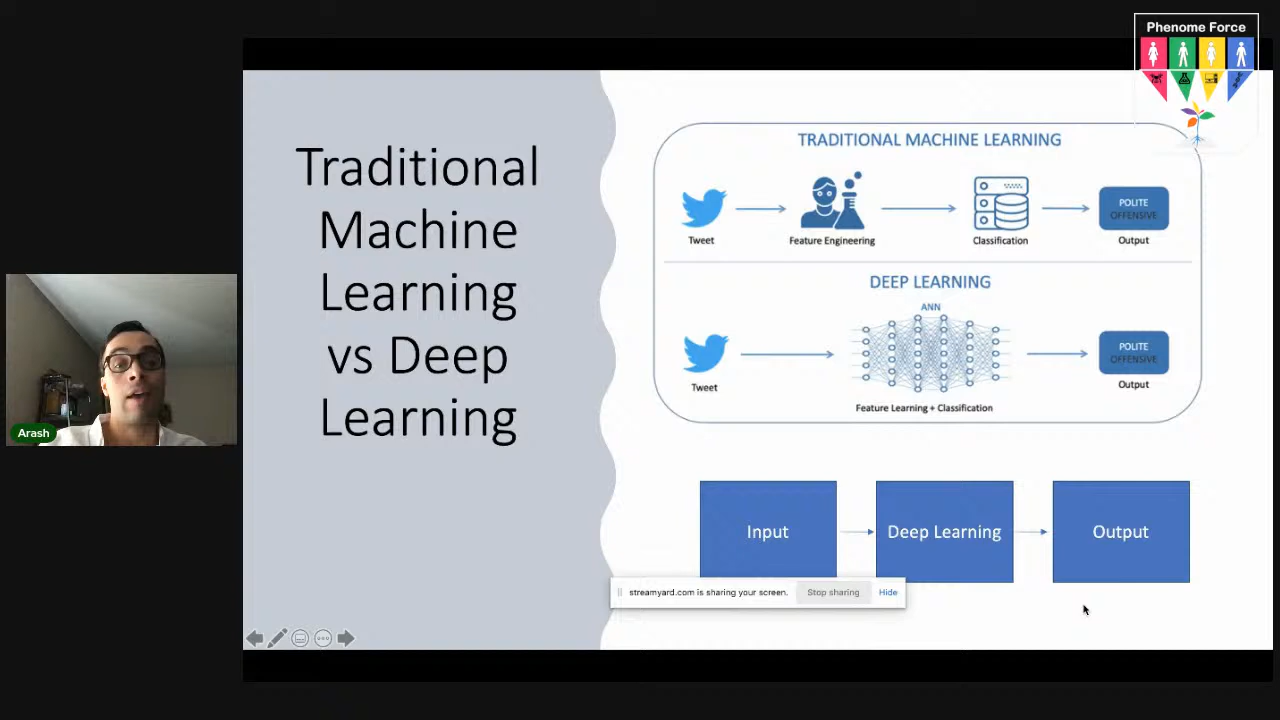 Phenome Force
Traditional
Machine
Learning
vs Deep
Learning
TRADITIONAL MACHINE LEARNING
Tweet
Feature Engineering
Classification
POLITE
OFFENSIVE
Output
DEEP LEARNING
ANN
Tweet
Feature Learning + Classification
POLITE
OFFENSIVE
Output
Input
Deep Learning
Output
streamyard.com is sharing your screen. Stop sharing Hide
Arash